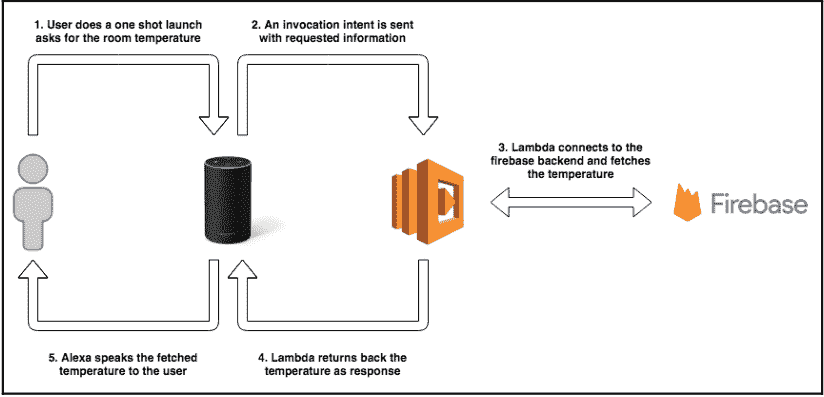 1. User does a one shot launch
asks for the room temperature
2. An invocation intent is sent
with requested information
3. Lambda connects to the
firebase backend and fetches
the temperature
Firebase
5. Alexa speaks the fetched
temperature to the user
4. Lambda returns back the
temperature as response